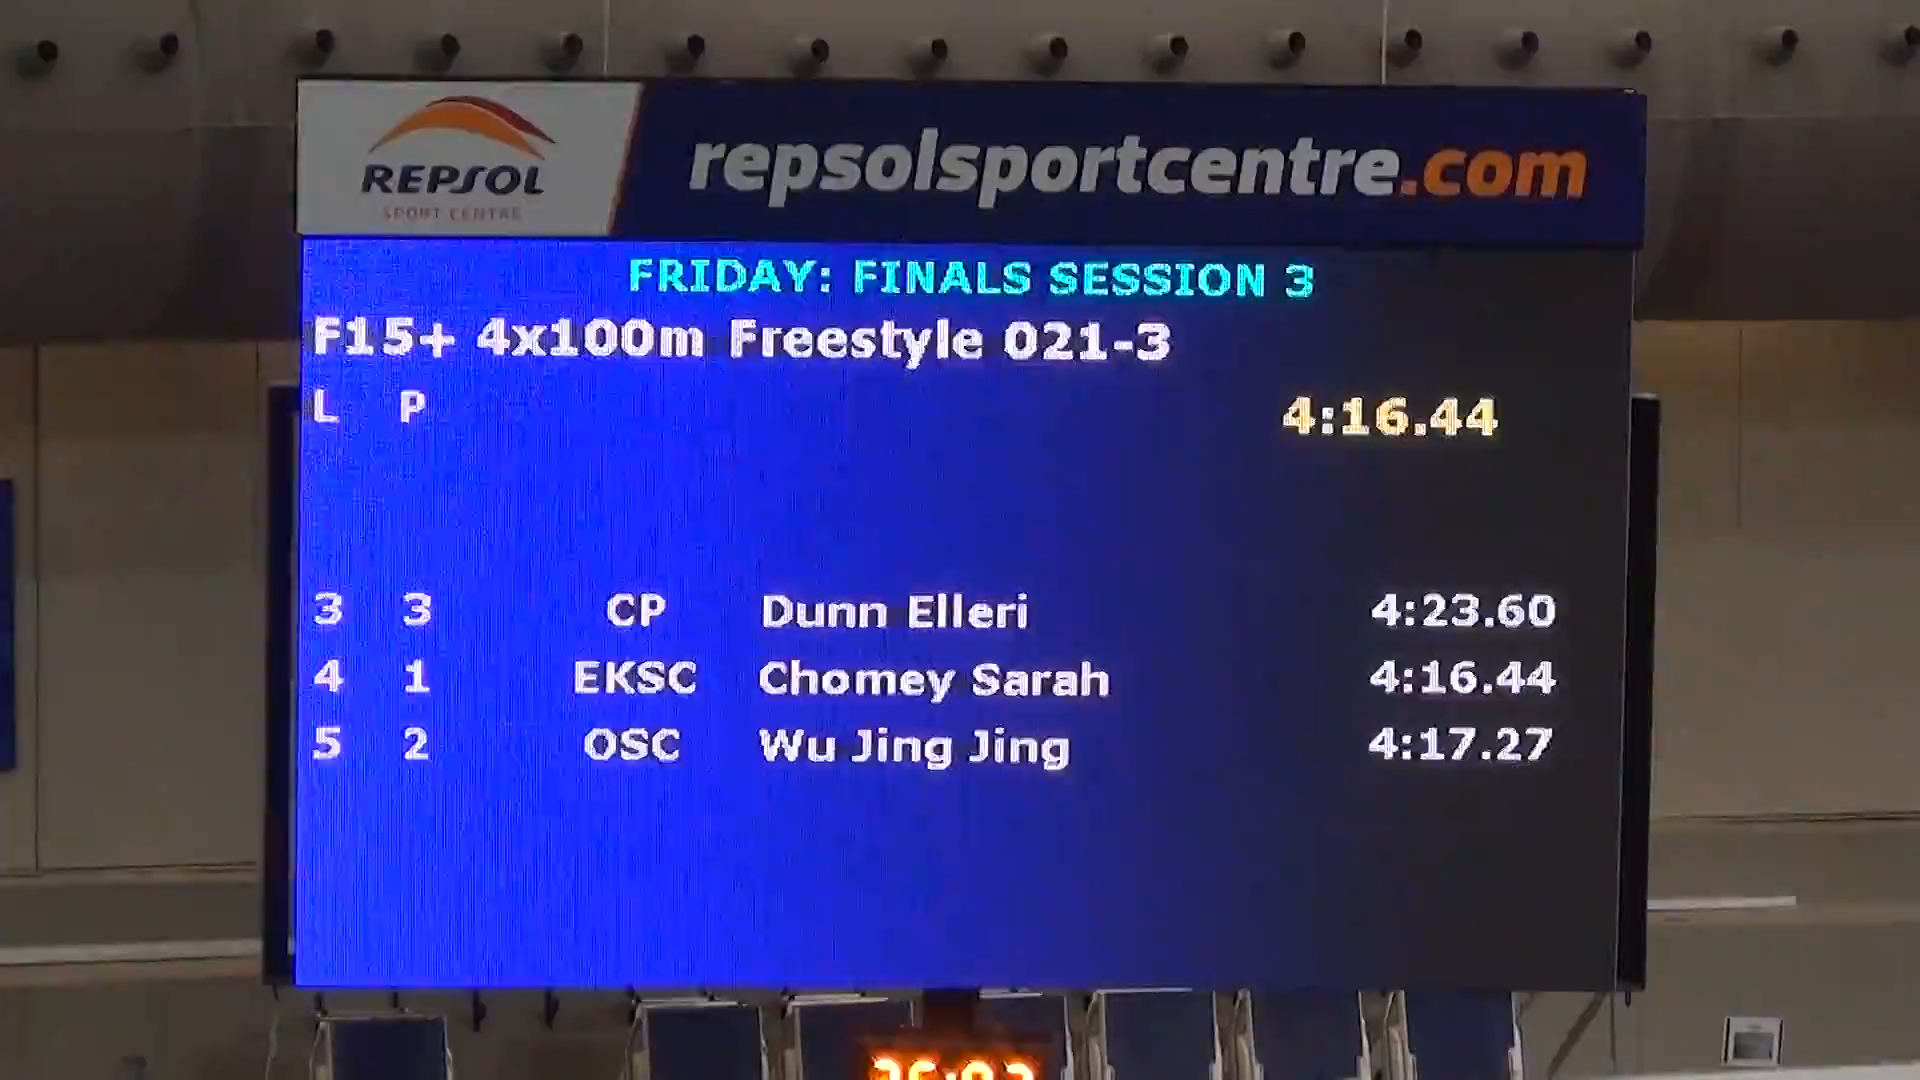 REPSOL
SPORT CENTRE
repsolsportcentre.com
FRIDAY: FINALS SESSION 3
F15+ 4x100m Freestyle 021-3
L P 4:16.44
3 3 CP Dunn Elleri 4:23.60
4 1 EKSC Chomey Sarah 4:16.44
5 2 OSC Wu Jing Jing 4:17.27